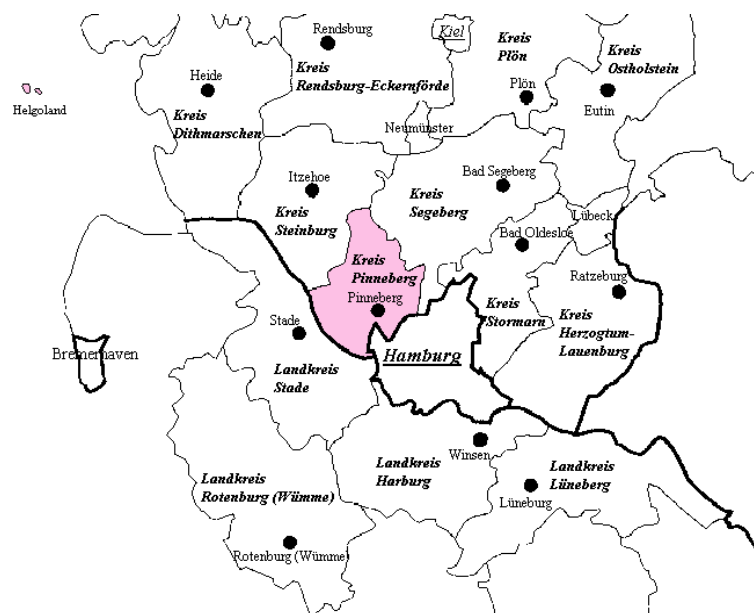 Rendsburg
Kiel
Kreis
Plön
Kreis
Ostholstein
Kreis
Rendsburg-Eckernförde
Heide
Plön
Helgoland
Kreis
Dithmarschen
Eutin
Neumünster
Itzehoe
Bad Segeberg
Kreis
Segeberg
Kreis
Steinburg
Lübeck
Bad Oldesloe
Kreis
Pinneberg
Ratzeburg
Pinneberg
Kreis
Stormarn
Kreis
Herzogtum-
Lauenburg
Stade
Bremerhaven
Hamburg
Landkreis
Stade
Winsen
Landkreis
Harburg
Landkreis
Lüneberg
Landkreis
Rotenburg (Wümme)
Lüneburg
Rotenburg (Wümme)